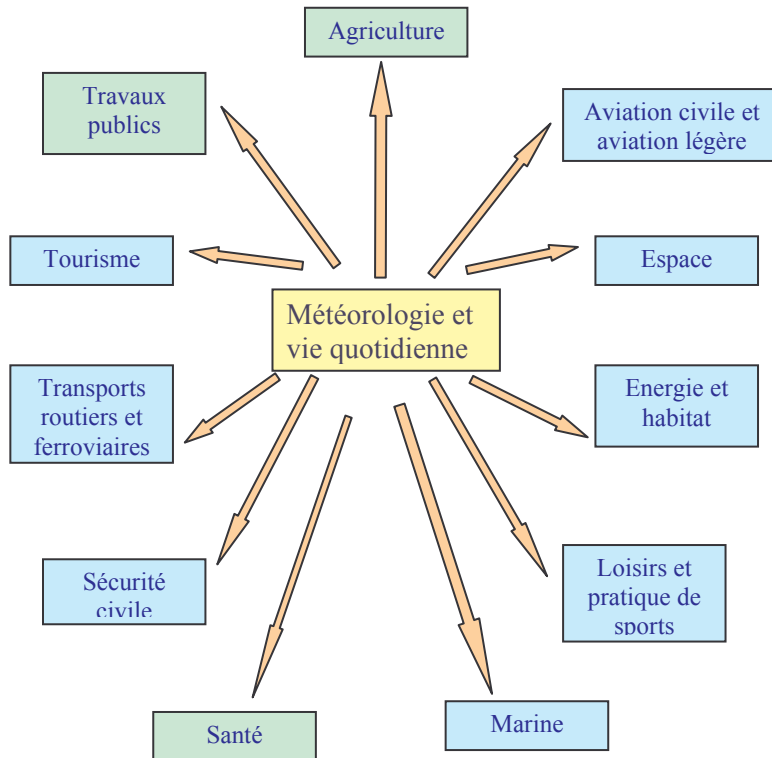 Agriculture
Travaux
publics
Aviation civile et
aviation légère
Tourisme
Espace
Météorologie et
vie quotidienne
Transports
routiers et
ferroviaires
Energie et
habitat
Sécurité
civile
Loisirs et
pratique de
sports
Santé
Marine